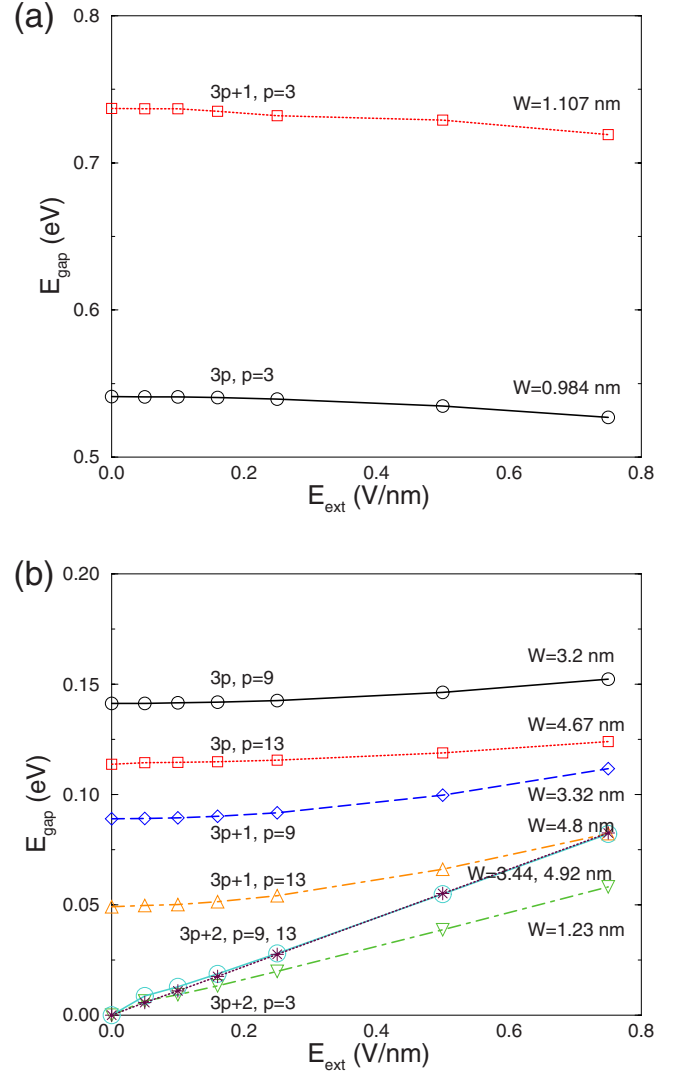 (a)
0.8
3p+1, p=3
W=1.107 nm
0.7
E_gap (eV)
0.6
3p, p=3
W=0.984 nm
0.5
0.0 0.2 0.4 0.6 0.8
E_ext (V/nm)
(b)
0.20
W=3.2 nm
3p, p=9
0.15
W=4.67 nm
3p, p=13
E_gap (eV)
0.10
W=3.32 nm
3p+1, p=9
W=4.8 nm
3p+1, p=13
W=3.44, 4.92 nm
0.05
3p+2, p=9, 13
W=1.23 nm
3p+2, p=3
0.00
0.0 0.2 0.4 0.6 0.8
E_ext (V/nm)